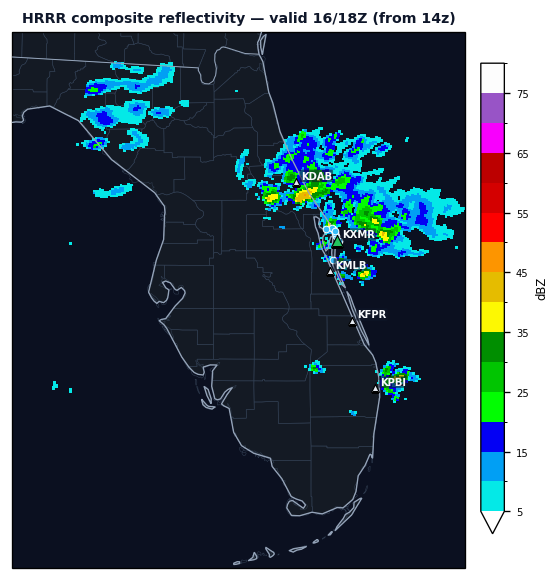 HRRR composite reflectivity — valid 16/18Z (from 14z)
75
65
55
45
35
25
15
5
dBZ
KDAB
KXMR
KMLB
KFPR
KPBI